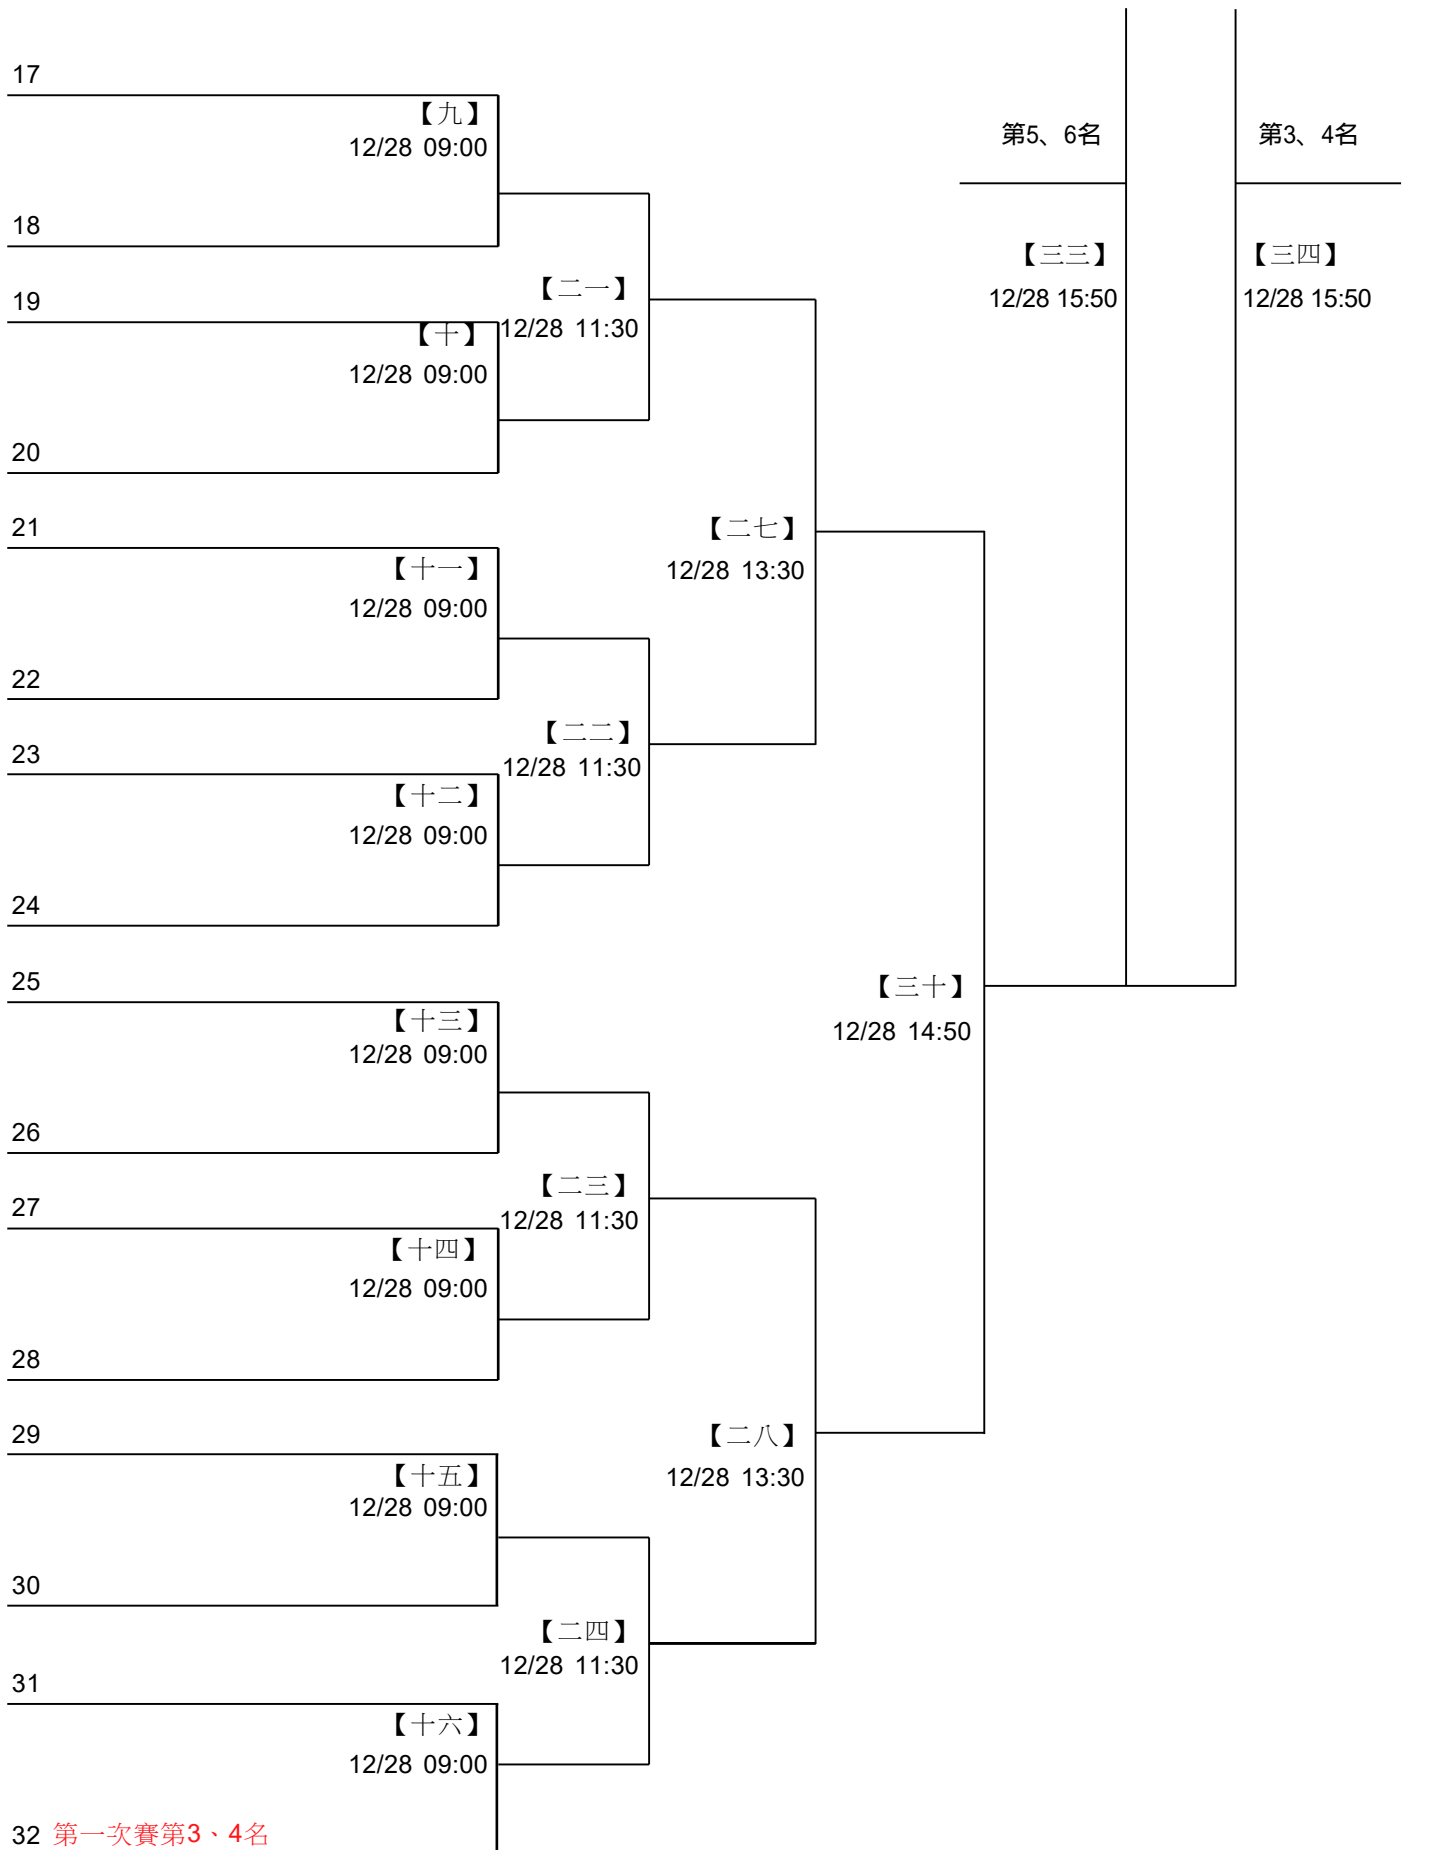 17
【九】
12/28 09:00
第5、6名
第3、4名
18
【三三】
【三四】
19
【二一】
12/28 15:50
12/28 15:50
【十】
12/28 11:30
12/28 09:00
20
21
【二七】
【十一】
12/28 13:30
12/28 09:00
22
【二二】
23
12/28 11:30
【十二】
12/28 09:00
24
25
【三十】
【十三】
12/28 14:50
12/28 09:00
26
【二三】
27
12/28 11:30
【十四】
12/28 09:00
28
29
【二八】
【十五】
12/28 13:30
12/28 09:00
30
【二四】
12/28 11:30
31
【十六】
12/28 09:00
32 第一次賽第3、4名